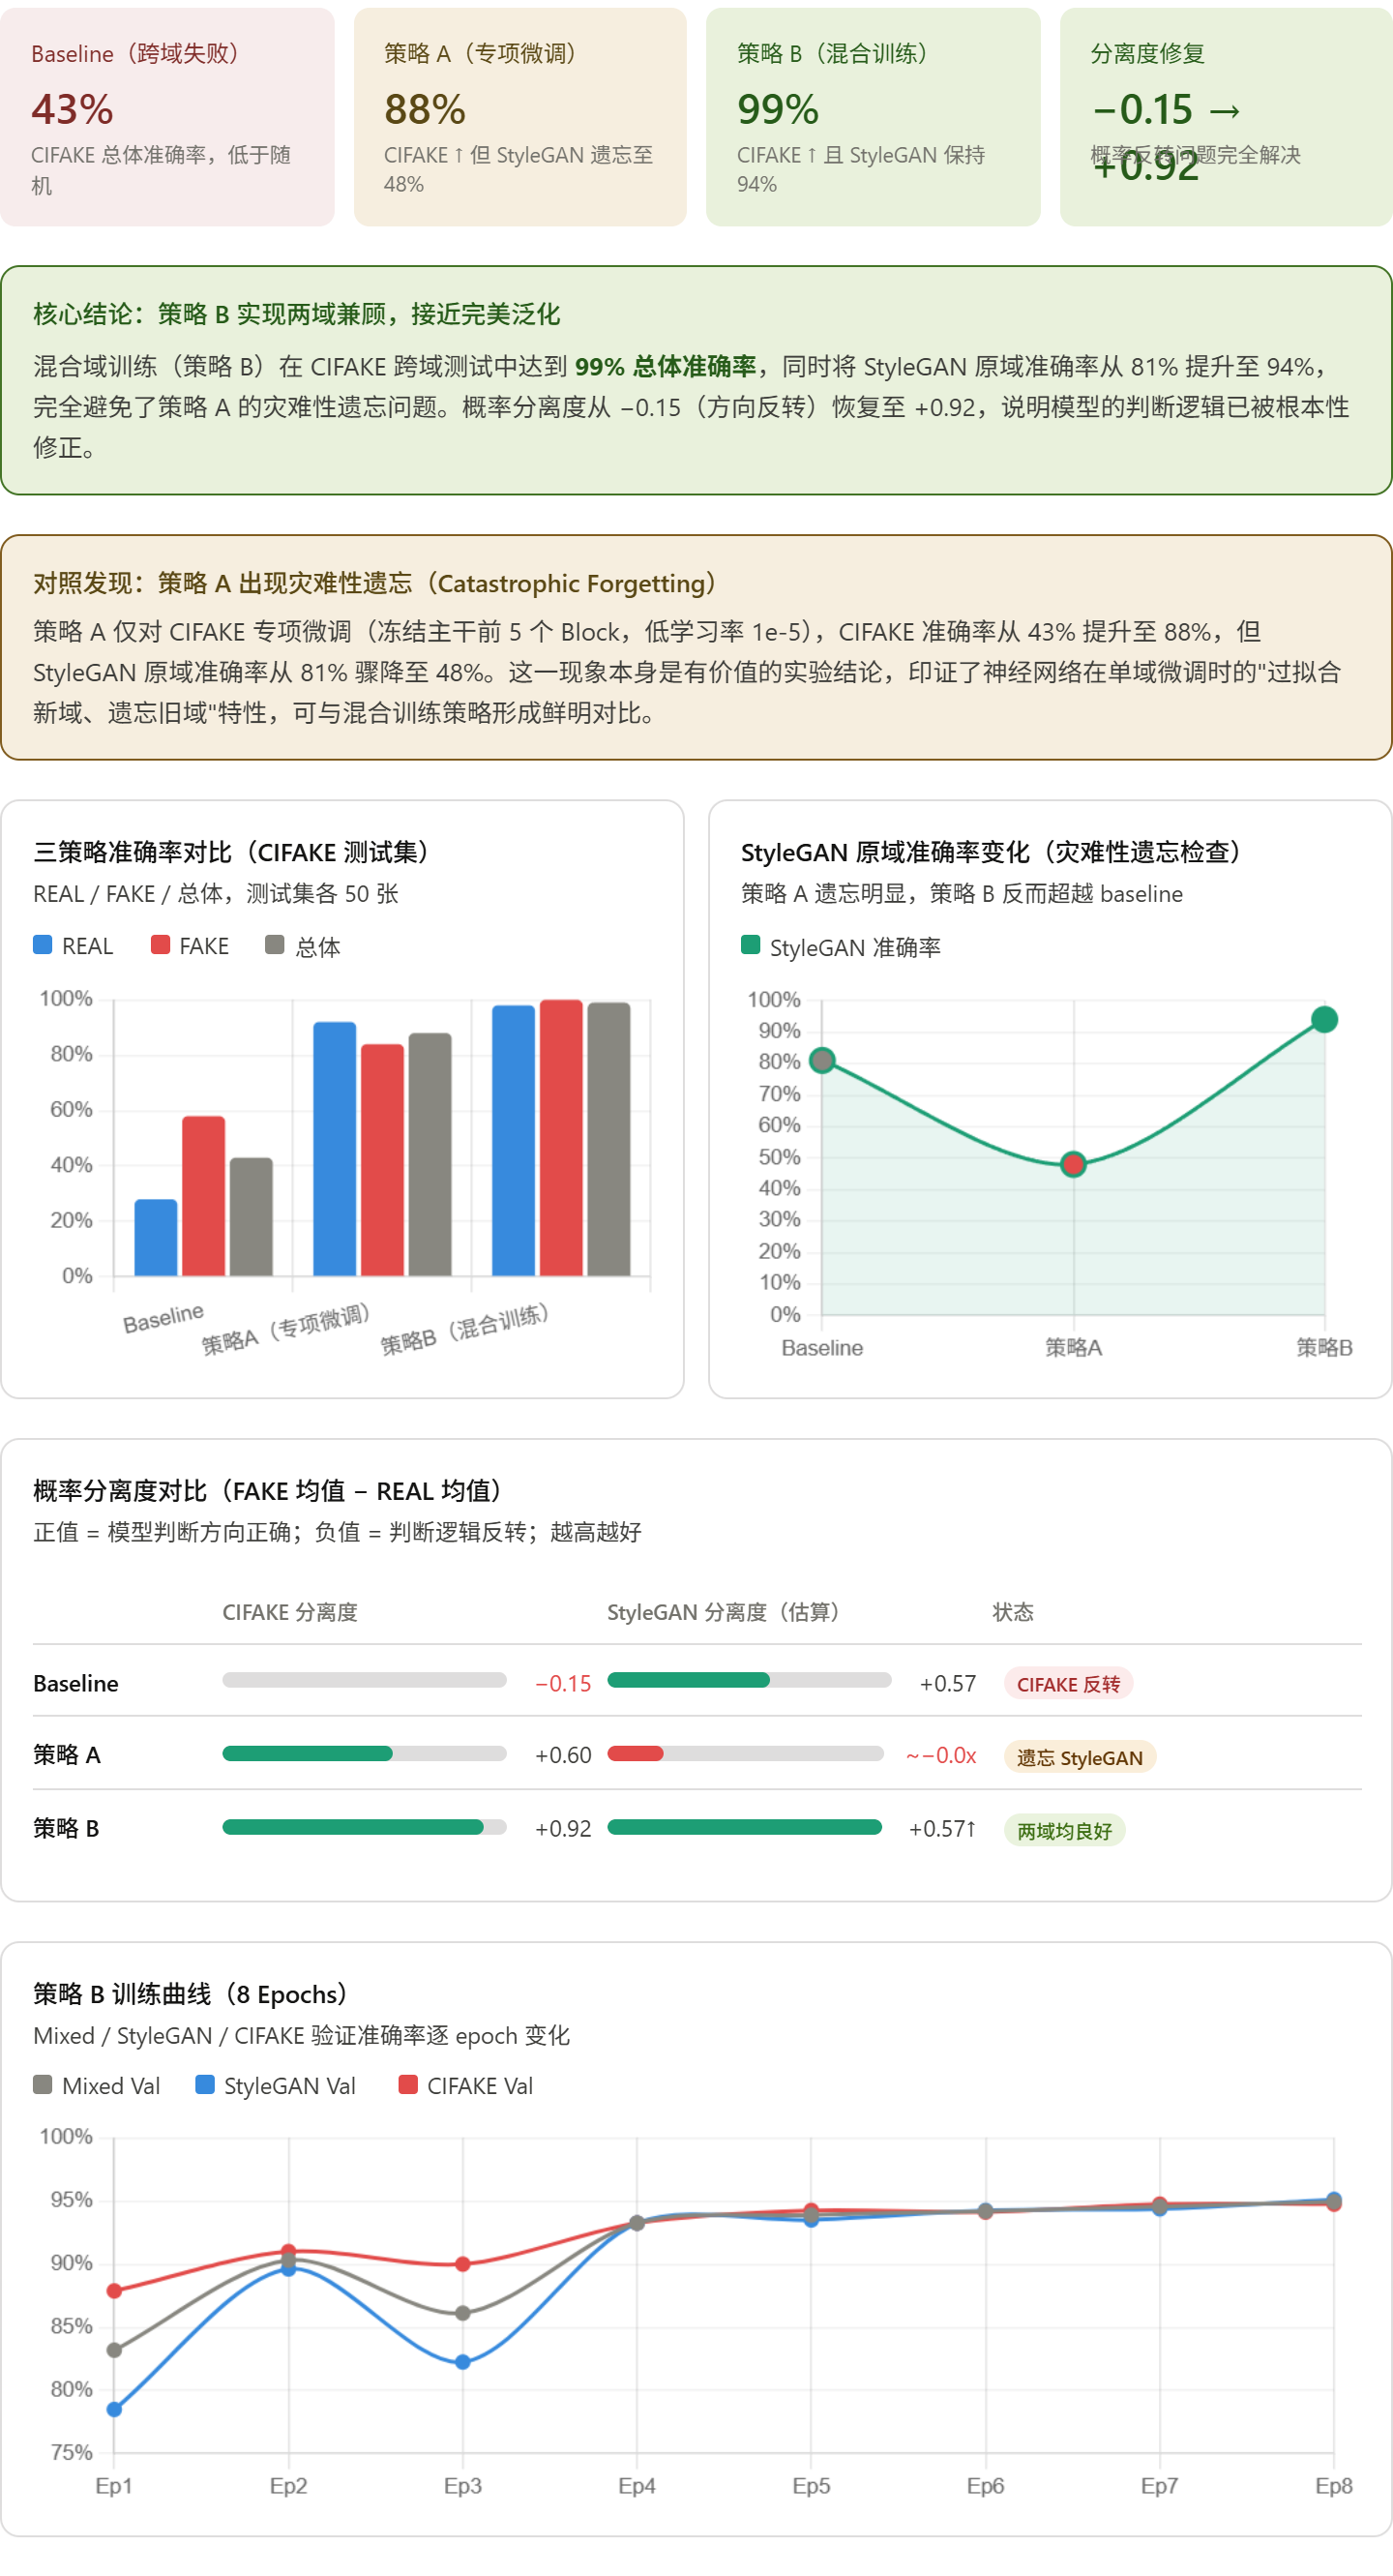 Baseline（跨域失败）
43%
CIFAKE 总体准确率，低于随
机
策略 A（专项微调）
88%
CIFAKE ↑ 但 StyleGAN 遗忘至
48%
策略 B（混合训练）
99%
CIFAKE ↑ 且 StyleGAN 保持
94%
分离度修复
−0.15 →
+0.92
概率反转问题完全解决
核心结论：策略 B 实现两域兼顾，接近完美泛化
混合域训练（策略 B）在 CIFAKE 跨域测试中达到 99% 总体准确率，同时将 StyleGAN 原域准确率从 81% 提升至 94%，
完全避免了策略 A 的灾难性遗忘问题。概率分离度从 −0.15（方向反转）恢复至 +0.92，说明模型的判断逻辑已被根本性
修正。
对照发现：策略 A 出现灾难性遗忘（Catastrophic Forgetting）
策略 A 仅对 CIFAKE 专项微调（冻结主干前 5 个 Block，低学习率 1e-5），CIFAKE 准确率从 43% 提升至 88%，但
StyleGAN 原域准确率从 81% 骤降至 48%。这一现象本身是有价值的实验结论，印证了神经网络在单域微调时的"过拟合
新域、遗忘旧域"特性，可与混合训练策略形成鲜明对比。
三策略准确率对比（CIFAKE 测试集）
REAL / FAKE / 总体，测试集各 50 张
REAL FAKE 总体
100%
80%
60%
40%
20%
0%
Baseline
策略A（专项微调）
策略B（混合训练）
StyleGAN 原域准确率变化（灾难性遗忘检查）
策略 A 遗忘明显，策略 B 反而超越 baseline
StyleGAN 准确率
100%
90%
80%
70%
60%
50%
40%
30%
20%
10%
0%
Baseline 策略A 策略B
概率分离度对比（FAKE 均值 − REAL 均值）
正值 = 模型判断方向正确；负值 = 判断逻辑反转；越高越好
CIFAKE 分离度 StyleGAN 分离度（估算） 状态
Baseline −0.15 +0.57 CIFAKE 反转
策略 A +0.60 ~−0.0x 遗忘 StyleGAN
策略 B +0.92 +0.57↑ 两域均良好
策略 B 训练曲线（8 Epochs）
Mixed / StyleGAN / CIFAKE 验证准确率逐 epoch 变化
Mixed Val StyleGAN Val CIFAKE Val
100%
95%
90%
85%
80%
75%
Ep1 Ep2 Ep3 Ep4 Ep5 Ep6 Ep7 Ep8